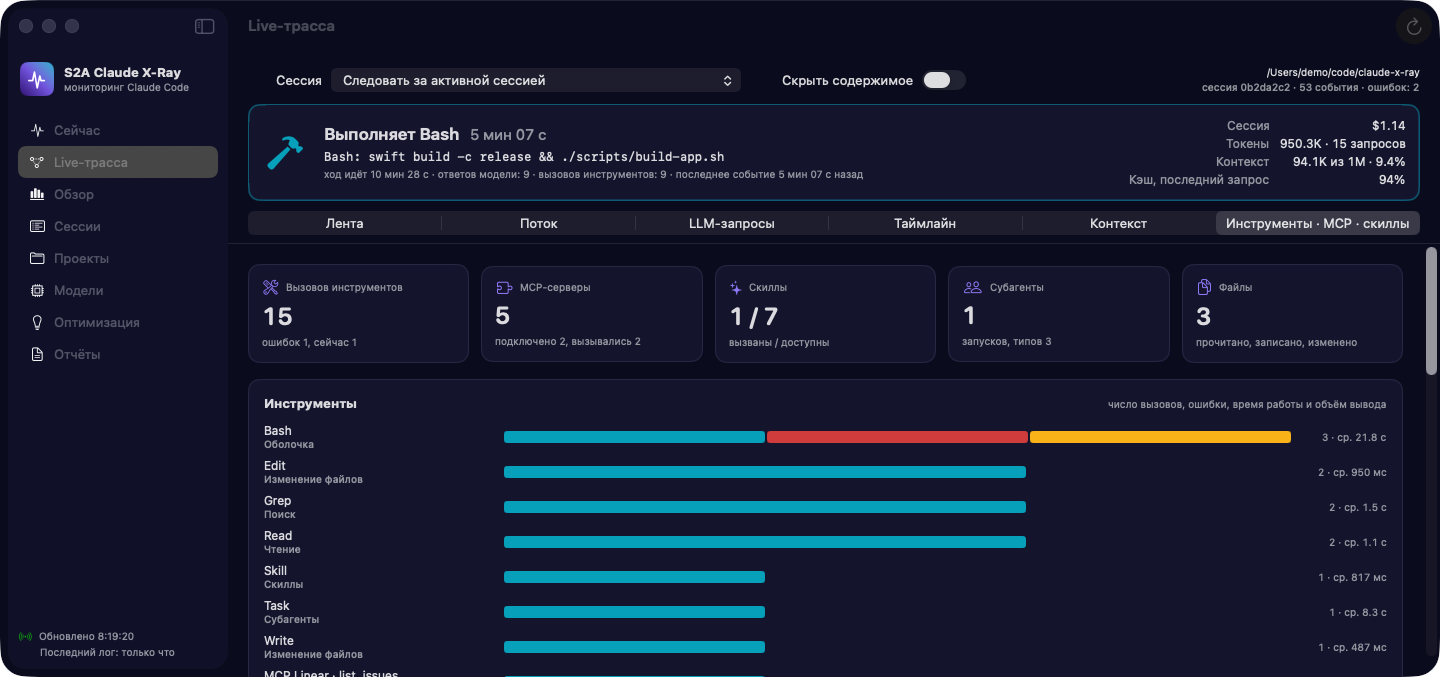 Live-трасса
S2A Claude X-Ray
мониторинг Claude Code
Сейчас
Live-трасса
Обзор
Сессии
Проекты
Модели
Оптимизация
Отчёты
Обновлено 8:19:20
Последний лог: только что
Сессия
Следовать за активной сессией
Скрыть содержимое
/Users/demo/code/claude-x-ray
сессия 0b2da2c2 · 53 события · ошибок: 2
Выполняет Bash 5 мин 07 с
Bash: swift build -c release && ./scripts/build-app.sh
ход идёт 10 мин 28 с · ответов модели: 9 · вызовов инструментов: 9 · последнее событие 5 мин 07 с назад
Сессия $1.14
Токены 950.3K · 15 запросов
Контекст 94.1K из 1M · 9.4%
Кэш, последний запрос 94%
Лента Поток LLM-запросы Таймлайн Контекст Инструменты · MCP · скиллы
Вызовов инструментов
15
ошибок 1, сейчас 1
MCP-серверы
5
подключено 2, вызывались 2
Скиллы
1 / 7
вызваны / доступны
Субагенты
1
запусков, типов 3
Файлы
3
прочитано, записано, изменено
Инструменты
число вызовов, ошибки, время работы и объём вывода
Bash
Оболочка
3 · ср. 21.8 с
Edit
Изменение файлов
2 · ср. 950 мс
Grep
Поиск
2 · ср. 1.5 с
Read
Чтение
2 · ср. 1.1 с
Skill
Скиллы
1 · ср. 817 мс
Task
Субагенты
1 · ср. 8.3 с
Write
Изменение файлов
1 · ср. 487 мс
MCP Linear · list_issues